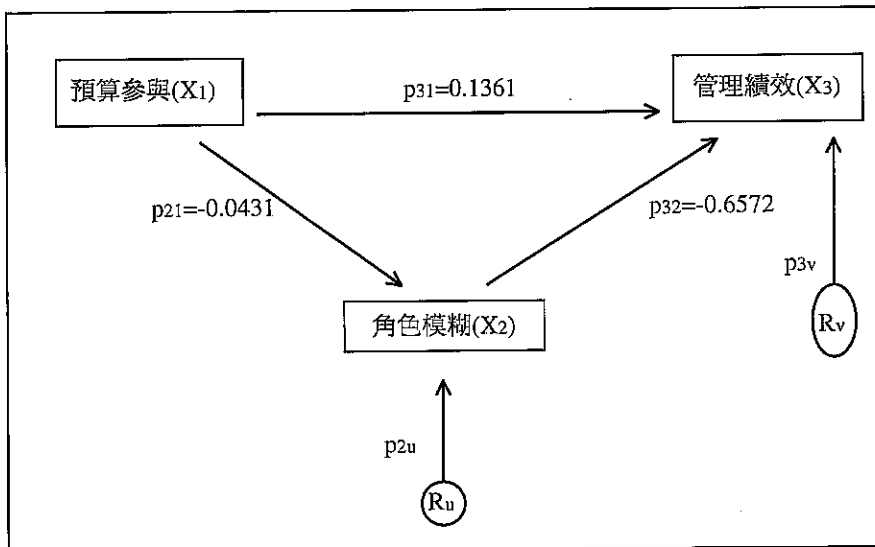 預算參與(X1)
p31=0.1361
管理績效(X3)
p21=-0.0431
p32=-0.6572
p3v
角色模糊(X2)
Rv
p2u
Ru